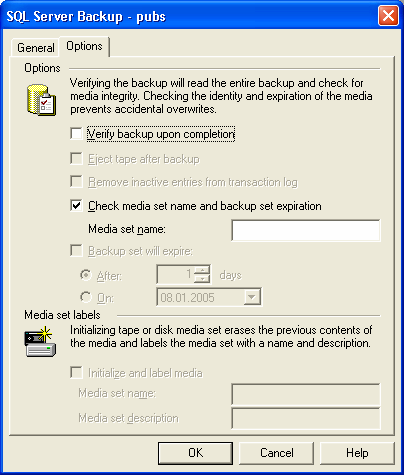 SQL Server Backup - pubs
General
Options
Options
Verifying the backup will read the entire backup and check for
media integrity. Checking the identity and expiration of the media
prevents accidental overwrites.
Verify backup upon completion
Eject tape after backup
Remove inactive entries from transaction log
Check media set name and backup set expiration
Media set name:
Backup set will expire:
After:
1
days
On:
08.01.2005
Media set labels
Initializing tape or disk media set erases the previous contents of
the media and labels the media set with a name and description.
Initialize and label media
Media set name:
Media set description
OK
Cancel
Help